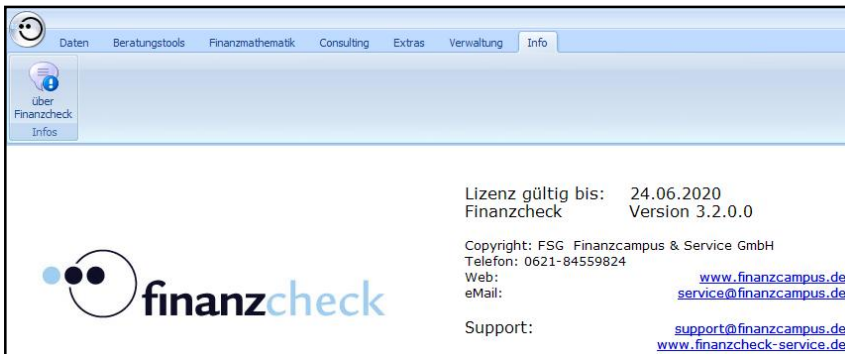 Daten Beratungstools Finanzmathematik Consulting Extras Verwaltung Info
über
Finanzcheck
Infos
Lizenz gültig bis: 24.06.2020
Finanzcheck Version 3.2.0.0
Copyright: FSG Finanzcampus & Service GmbH
Telefon: 0621-84559824
Web: www.finanzcampus.de
eMail: service@finanzcampus.de
finanzcheck
Support: support@finanzcampus.de
www.finanzcheck-service.de